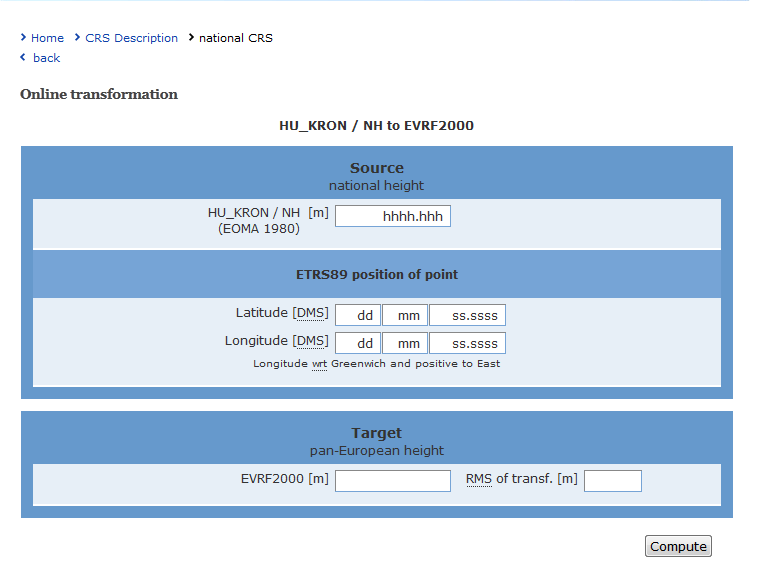 Home CRS Description national CRS
back
Online transformation
HU_KRON / NH to EVRF2000
Source
national height
HU_KRON / NH [m] hhhh.hhh
(EOMA 1980)
ETRS89 position of point
Latitude [DMS] dd mm ss.ssss
Longitude [DMS] dd mm ss.ssss
Longitude wrt Greenwich and positive to East
Target
pan-European height
EVRF2000 [m] RMS of transf. [m]
Compute